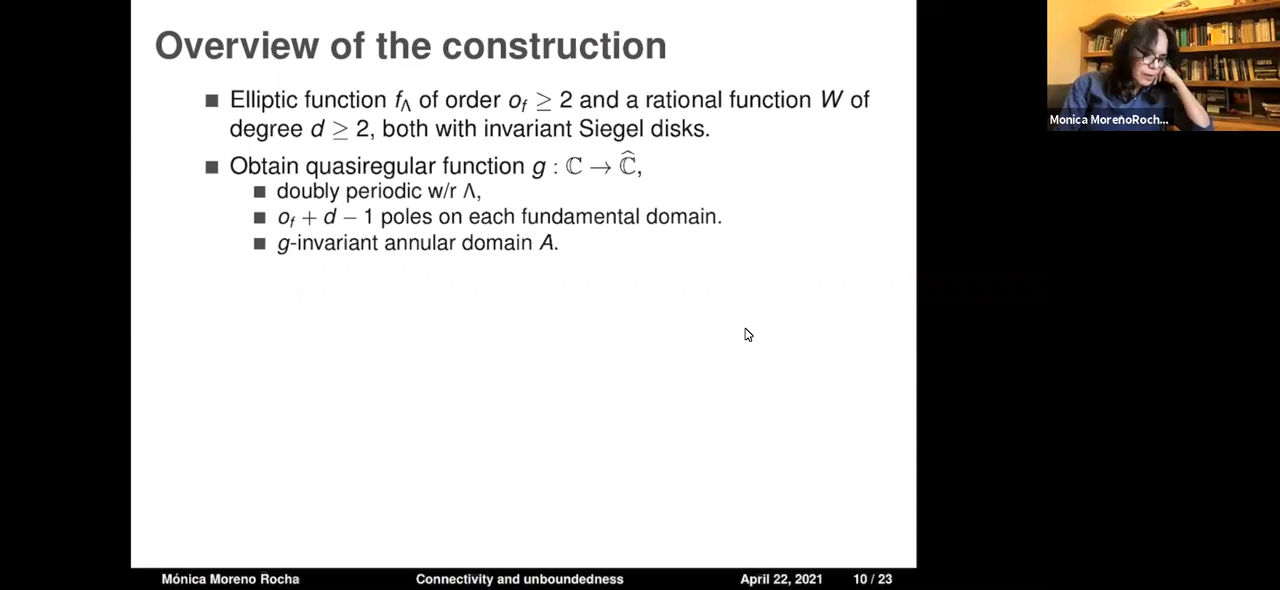 Overview of the construction
■ Elliptic function f_Λ of order o_f ≥ 2 and a rational function W of
degree d ≥ 2, both with invariant Siegel disks.
■ Obtain quasiregular function g : ℂ → ℂ̂,
■ doubly periodic w/r Λ,
■ o_f + d − 1 poles on each fundamental domain.
■ g-invariant annular domain A.
Monica MoreñoRoch...
Mónica Moreno Rocha Connectivity and unboundedness April 22, 2021 10 / 23